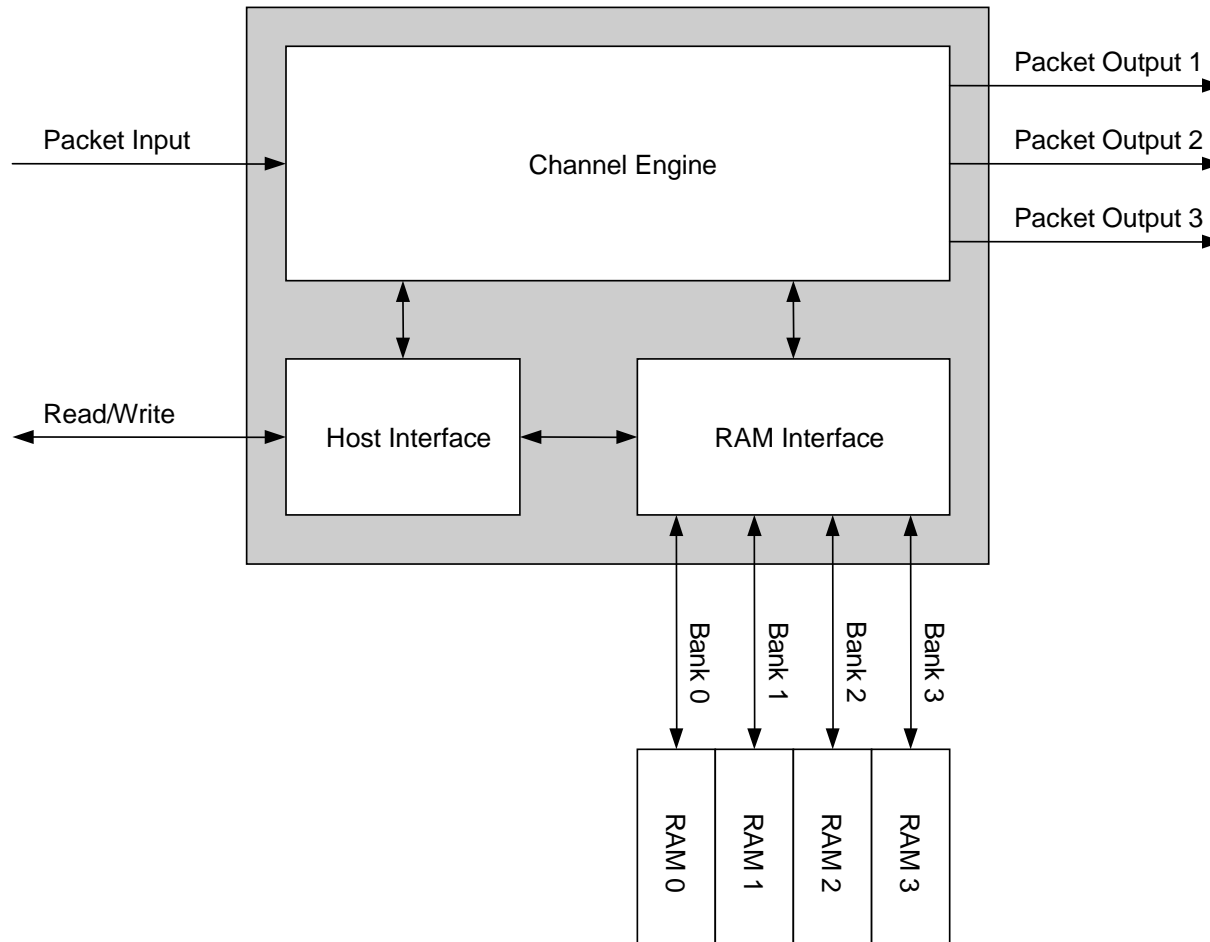 Packet Output 1
Packet Input
Channel Engine
Packet Output 2
Packet Output 3
Read/Write
Host Interface
RAM Interface
Bank 0
Bank 1
Bank 2
Bank 3
RAM 0
RAM 1
RAM 2
RAM 3